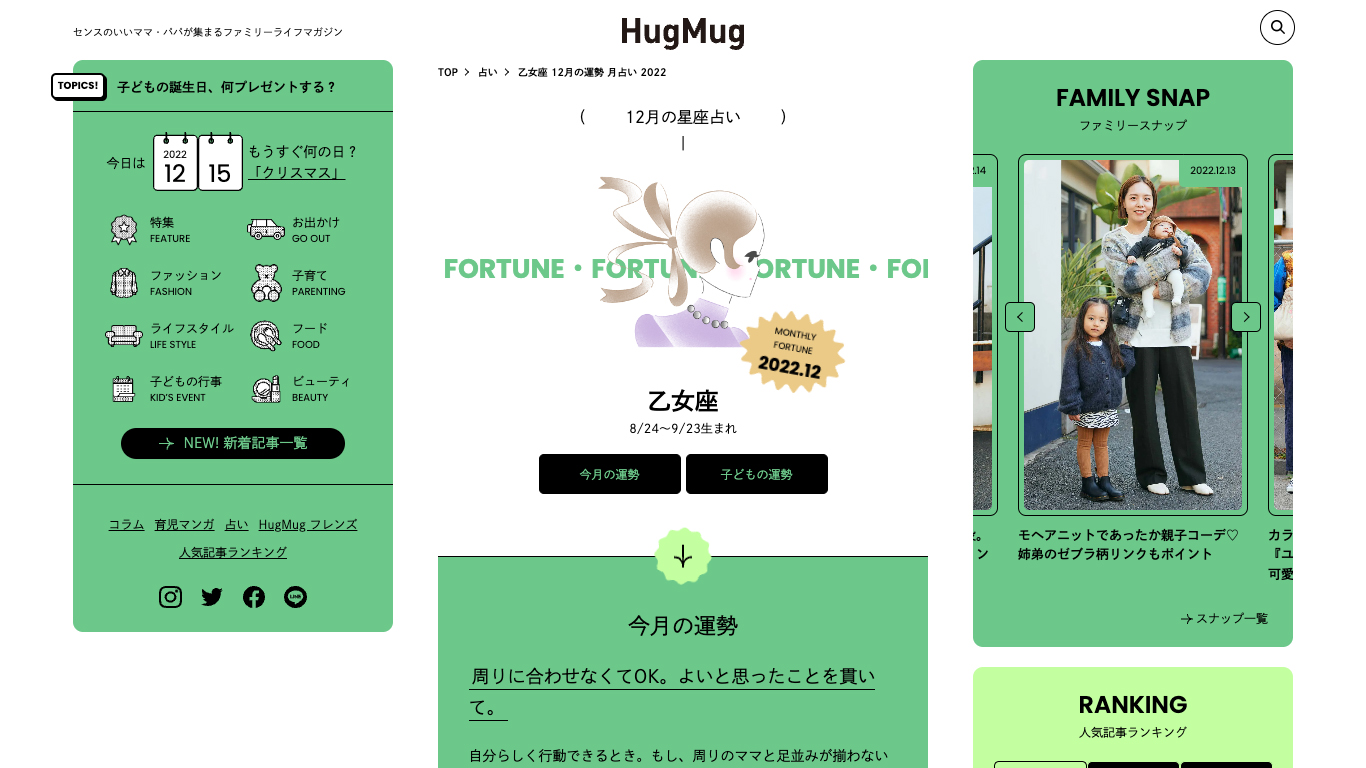 センスのいいママ・パパが集まるファミリーライフマガジン
HugMug
TOPICS!
子どもの誕生日、何プレゼントする？
今日は
2022
12
15
もうすぐ何の日？
「クリスマス」
特集
FEATURE
お出かけ
GO OUT
ファッション
FASHION
子育て
PARENTING
ライフスタイル
LIFE STYLE
フード
FOOD
子どもの行事
KID'S EVENT
ビューティ
BEAUTY
NEW! 新着記事一覧
コラム 育児マンガ 占い HugMug フレンズ
人気記事ランキング
TOP > 占い > 乙女座 12月の運勢 月占い 2022
( 12月の星座占い )
FORTUNE・FORTUN
ORTUNE・FO
MONTHLY
FORTUNE
2022.12
乙女座
8/24〜9/23生まれ
今月の運勢
子どもの運勢
今月の運勢
周りに合わせなくてOK。よいと思ったことを貫い
て。
自分らしく行動できるとき。もし、周りのママと足並みが揃わない
FAMILY SNAP
ファミリースナップ
2.14
2022.12.13
モヘアニットであったか親子コーデ♡
姉弟のゼブラ柄リンクもポイント
。
ン
カラ
『ユ
可愛
スナップ一覧
RANKING
人気記事ランキング